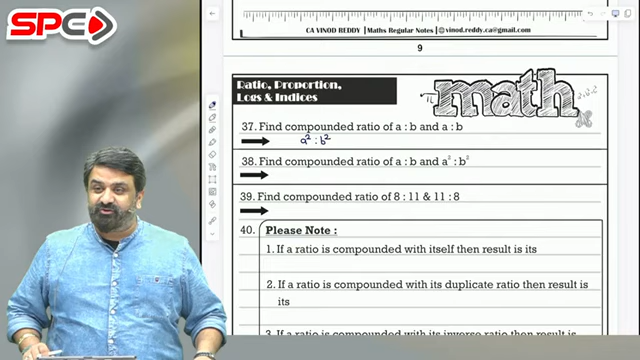 SPC
CA VINOD REDDY | Maths Regular Notes | vinod.reddy.ca@gmail.com
9
Ratio, Proportion,
Logs & Indices
math
37. Find compounded ratio of a : b and a : b
a² : b²
38. Find compounded ratio of a : b and a² : b²
39. Find compounded ratio of 8 : 11 & 11 : 8
40. Please Note :
1. If a ratio is compounded with itself then result is its
2. If a ratio is compounded with its duplicate ratio then result is
its
3. If a ratio is compounded with its inverse ratio then result is